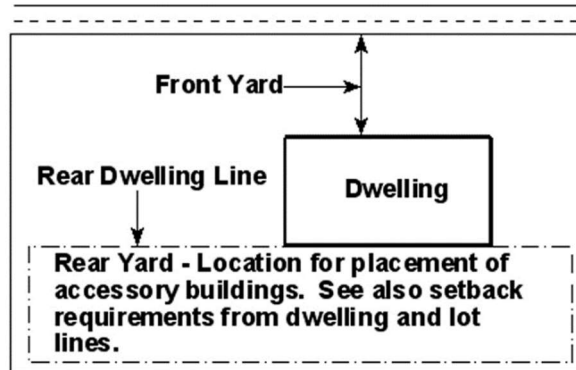 Front Yard
Rear Dwelling Line
Dwelling
Rear Yard - Location for placement of
accessory buildings. See also setback
requirements from dwelling and lot
lines.